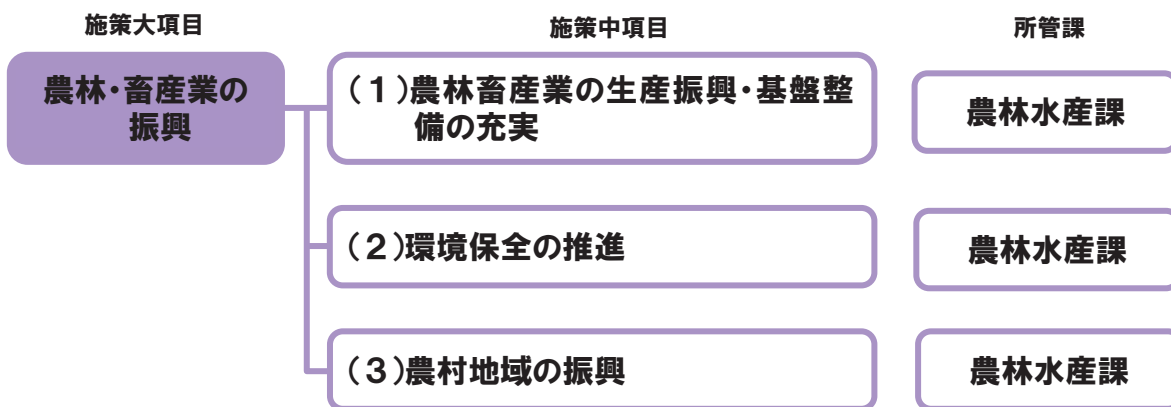 施策大項目
施策中項目
所管課
農林・畜産業の
振興
(1)農林畜産業の生産振興・基盤整
備の充実
農林水産課
(2)環境保全の推進
農林水産課
(3)農村地域の振興
農林水産課